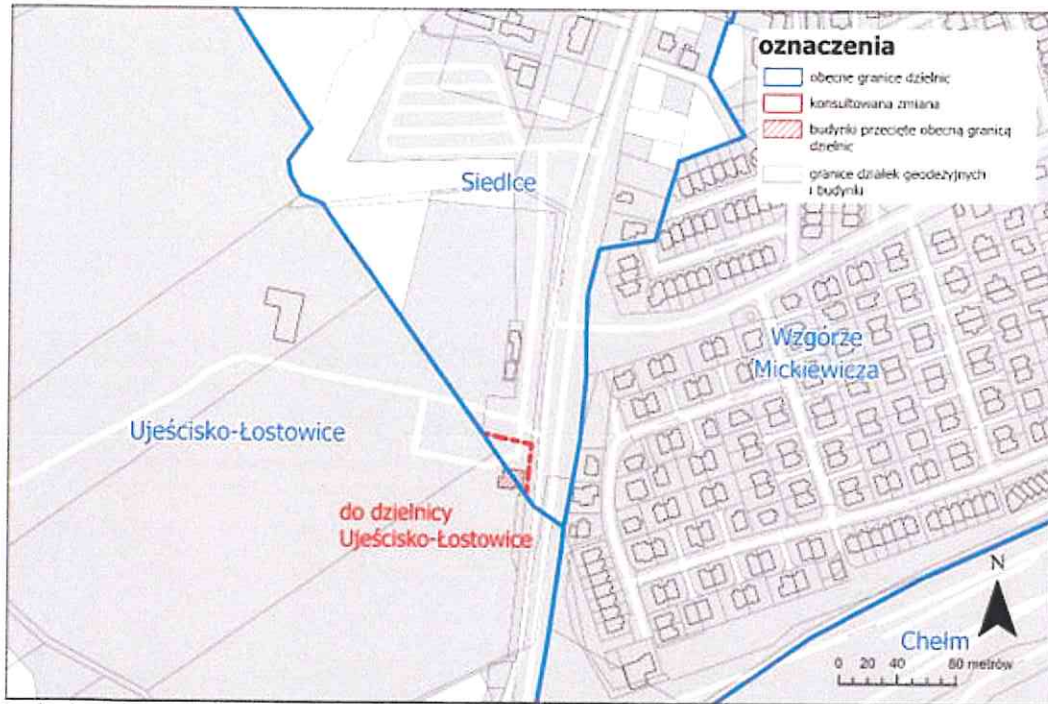 oznaczenia
obecne granice dzielnic
konsultowana zmiana
budynki przecięte obecną granicą
dzielnic
granice działek geodezyjnych
i budynki
Siedlce
Wzgórze
Mickiewicza
Ujeścisko-Łostowice
do dzielnicy
Ujeścisko-Łostowice
N
Chełm
0 20 40 80 metrów